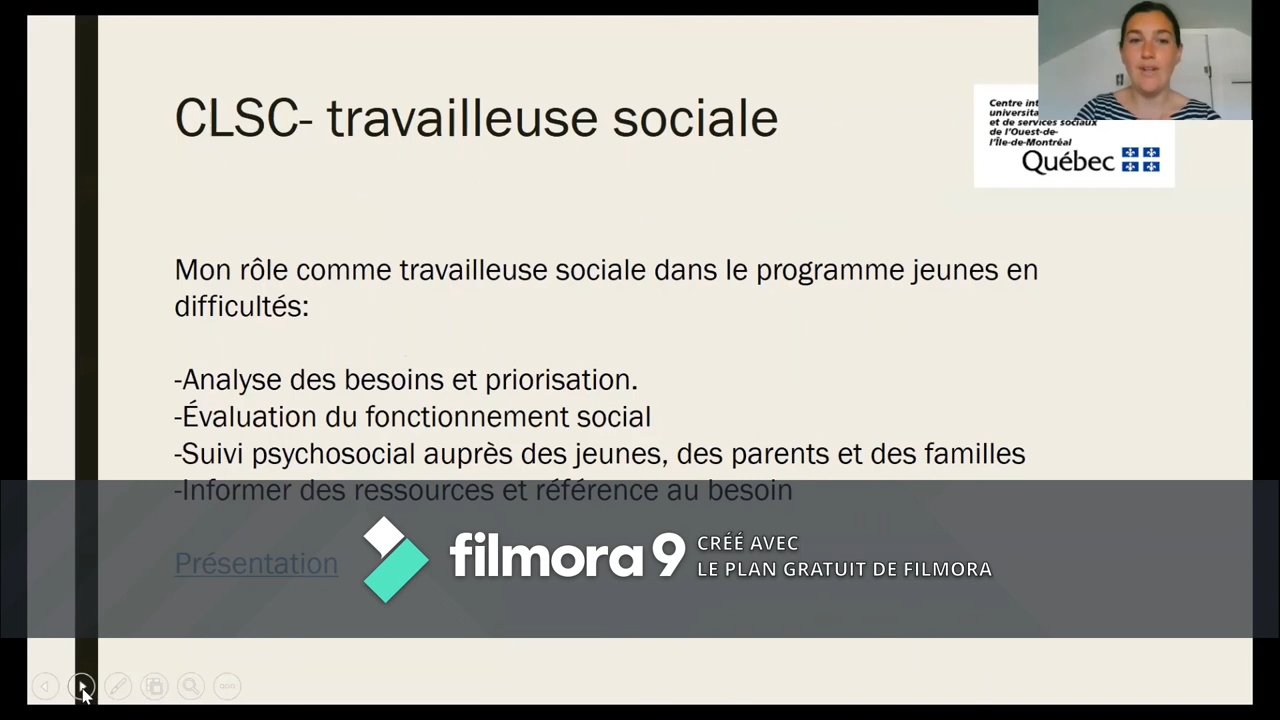 CLSC- travailleuse sociale
Centre
universita
et de services sociaux
de l'Ouest-de-
l'Île-de-Montréal
Québec
Mon rôle comme travailleuse sociale dans le programme jeunes en
difficultés:
-Analyse des besoins et priorisation.
-Évaluation du fonctionnement social
-Suivi psychosocial auprès des jeunes, des parents et des familles
-Informer des ressources et référence au besoin
Présentation
filmora 9
CRÉÉ AVEC
LE PLAN GRATUIT DE FILMORA